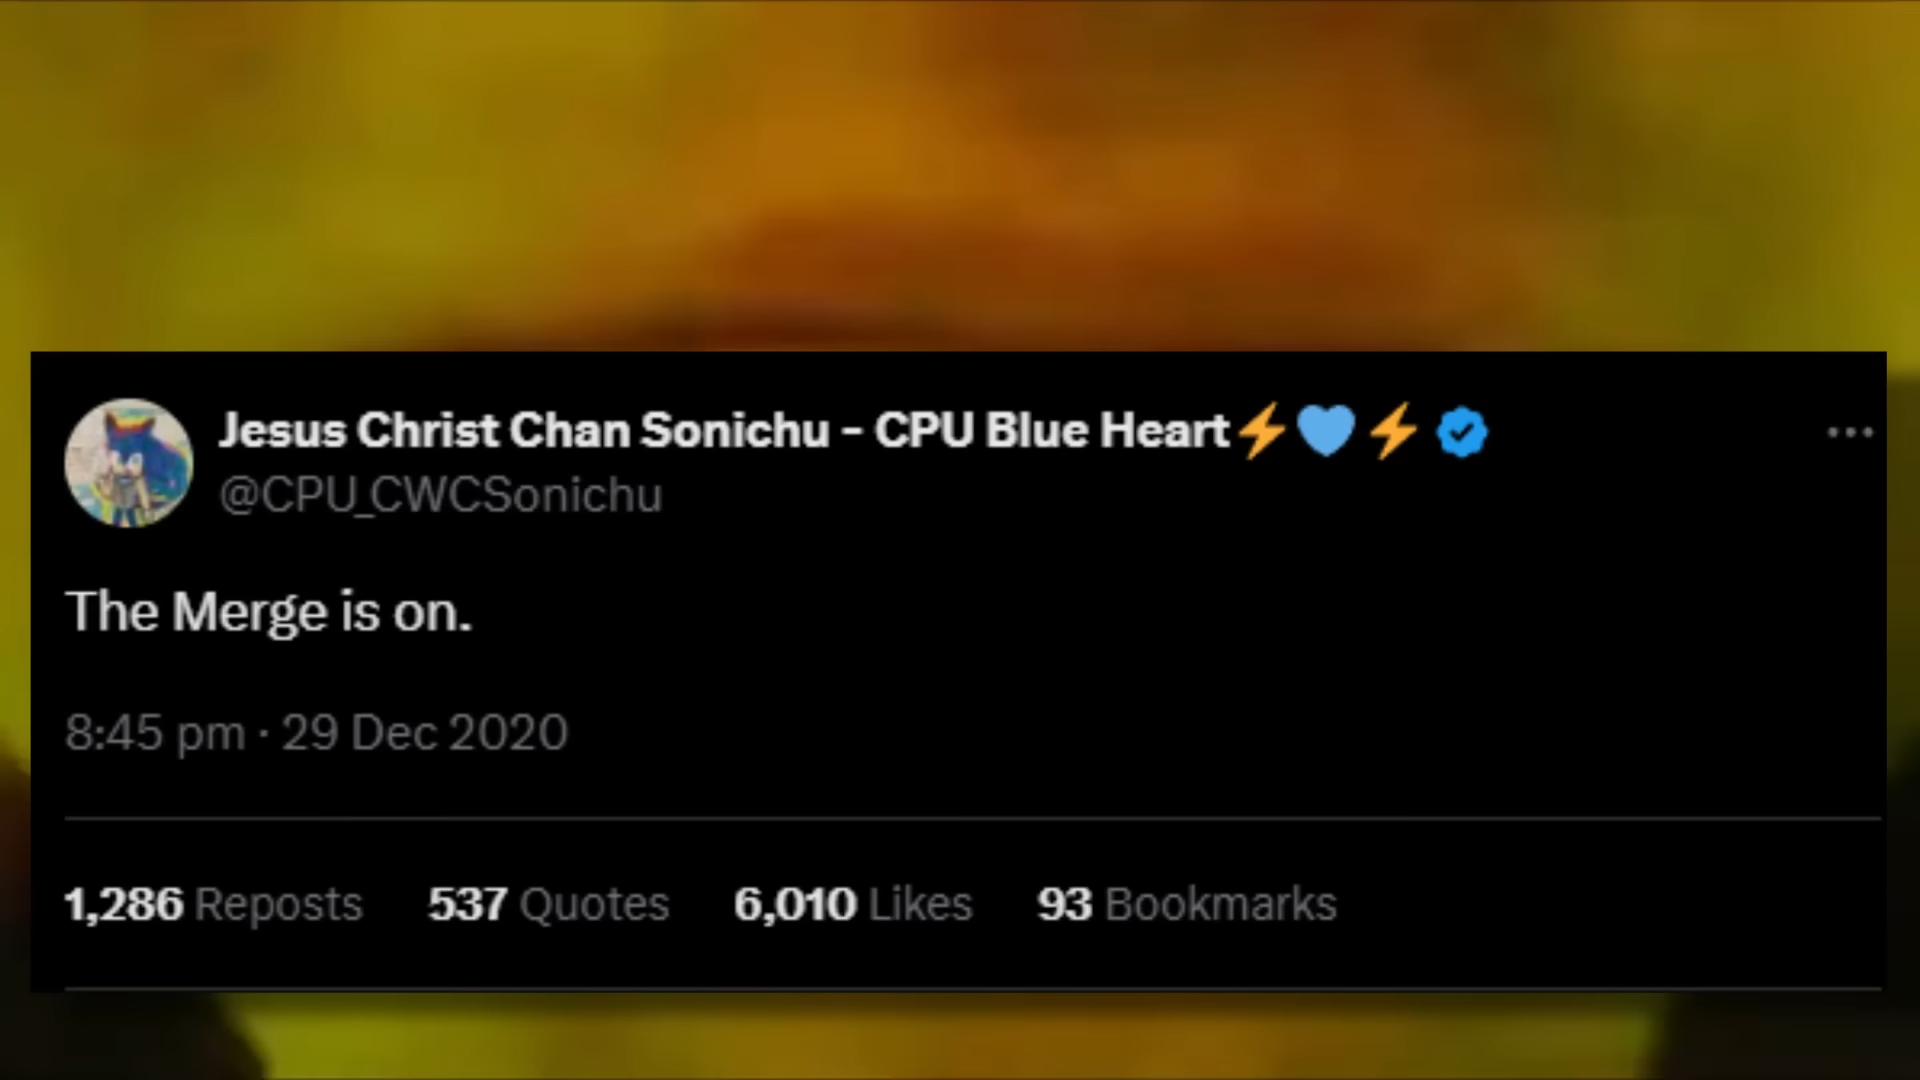 Jesus Christ Chan Sonichu - CPU Blue Heart⚡💙⚡
@CPU_CWCSonichu
The Merge is on.
8:45 pm · 29 Dec 2020
1,286 Reposts 537 Quotes 6,010 Likes 93 Bookmarks